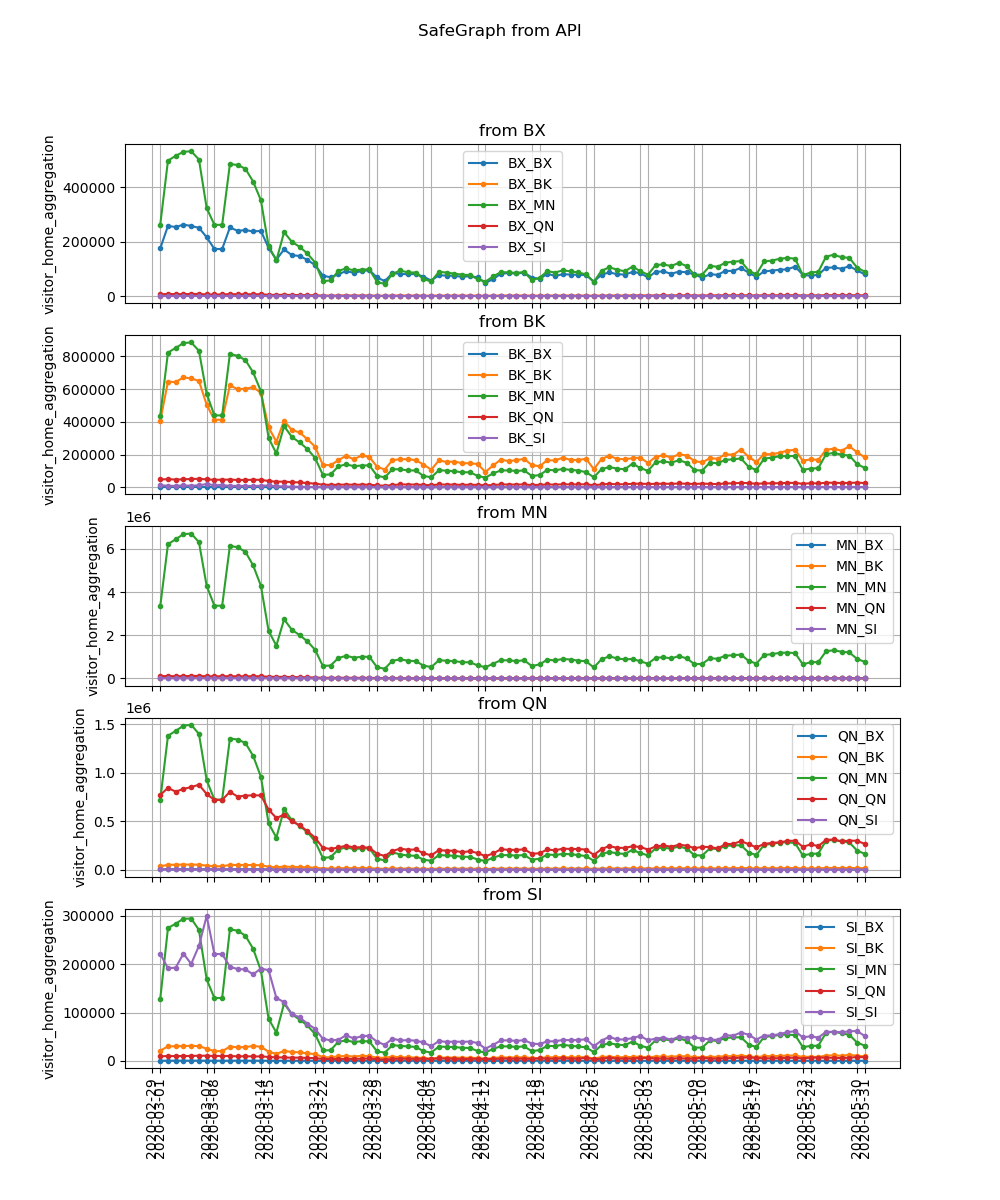 SafeGraph from API
from BX
visitor_home_aggregation
400000
200000
0
BX_BX
BX_BK
BX_MN
BX_QN
BX_SI
from BK
visitor_home_aggregation
800000
600000
400000
200000
0
BK_BX
BK_BK
BK_MN
BK_QN
BK_SI
from MN
1e6
visitor_home_aggregation
6
4
2
0
MN_BX
MN_BK
MN_MN
MN_QN
MN_SI
from QN
1e6
visitor_home_aggregation
1.5
1.0
0.5
0.0
QN_BX
QN_BK
QN_MN
QN_QN
QN_SI
from SI
visitor_home_aggregation
300000
200000
100000
0
SI_BX
SI_BK
SI_MN
SI_QN
SI_SI
2020-02-29
2020-03-01
2020-03-07
2020-03-08
2020-03-14
2020-03-15
2020-03-21
2020-03-22
2020-03-28
2020-03-29
2020-04-04
2020-04-05
2020-04-11
2020-04-12
2020-04-18
2020-04-19
2020-04-25
2020-04-26
2020-05-02
2020-05-03
2020-05-09
2020-05-10
2020-05-16
2020-05-17
2020-05-23
2020-05-24
2020-05-30
2020-05-31